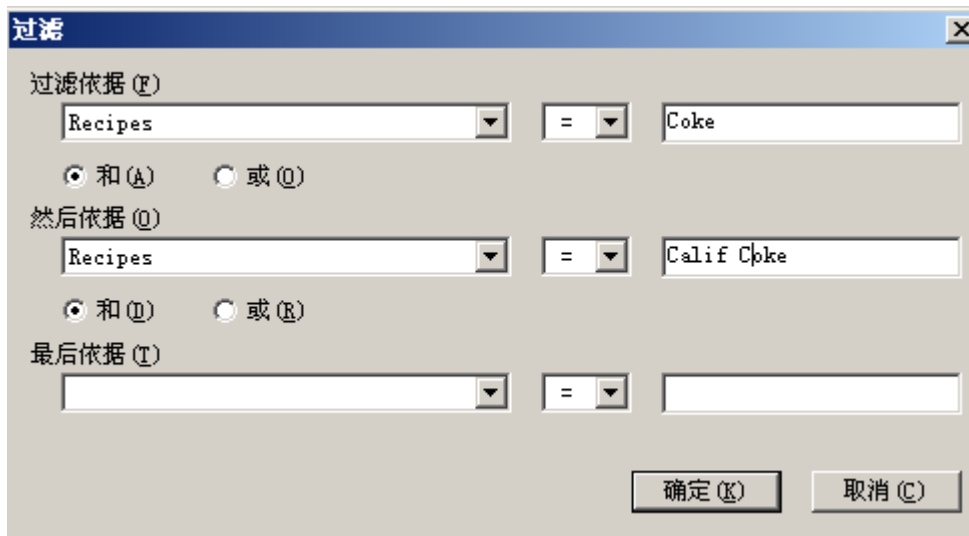 过滤
过滤依据(F)
Recipes = Coke
和(A) 或(O)
然后依据(O)
Recipes = Calif Coke
和(D) 或(R)
最后依据(T)
=
确定(K) 取消(C)